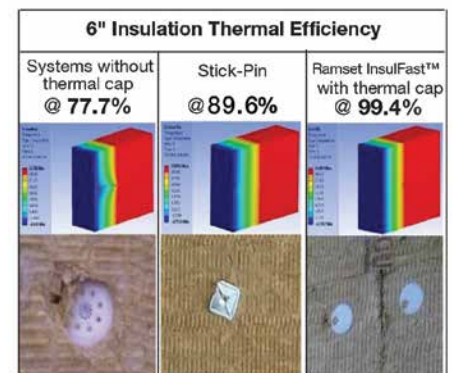 6" Insulation Thermal Efficiency
Systems without
thermal cap
@ 77.7%
Stick-Pin
@89.6%
Ramset InsulFast™
with thermal cap
@ 99.4%